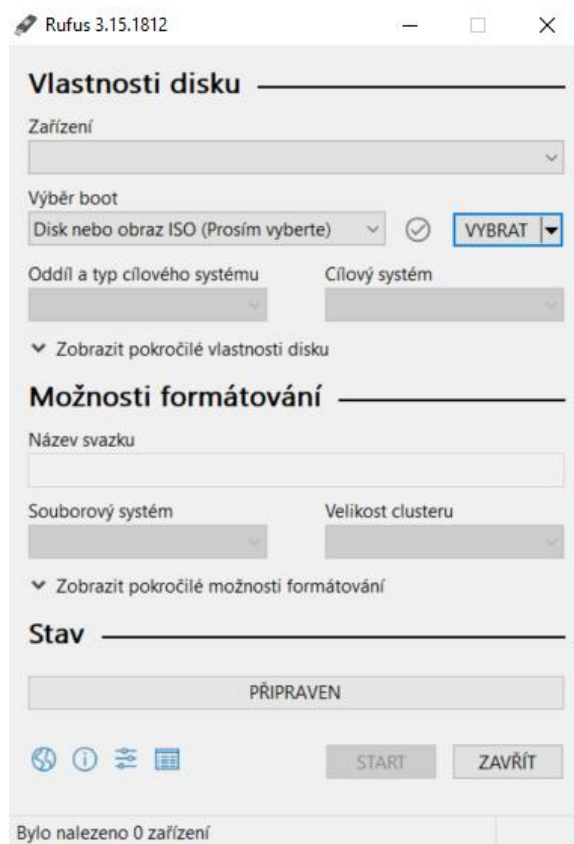 Rufus 3.15.1812
Vlastnosti disku
Zařízení
Výběr boot
Disk nebo obraz ISO (Prosím vyberte)
VYBRAT
Oddíl a typ cílového systému
Cílový systém
Zobrazit pokročilé vlastnosti disku
Možnosti formátování
Název svazku
Souborový systém
Velikost clusteru
Zobrazit pokročilé možnosti formátování
Stav
PŘIPRAVEN
START
ZAVŘÍT
Bylo nalezeno 0 zařízení